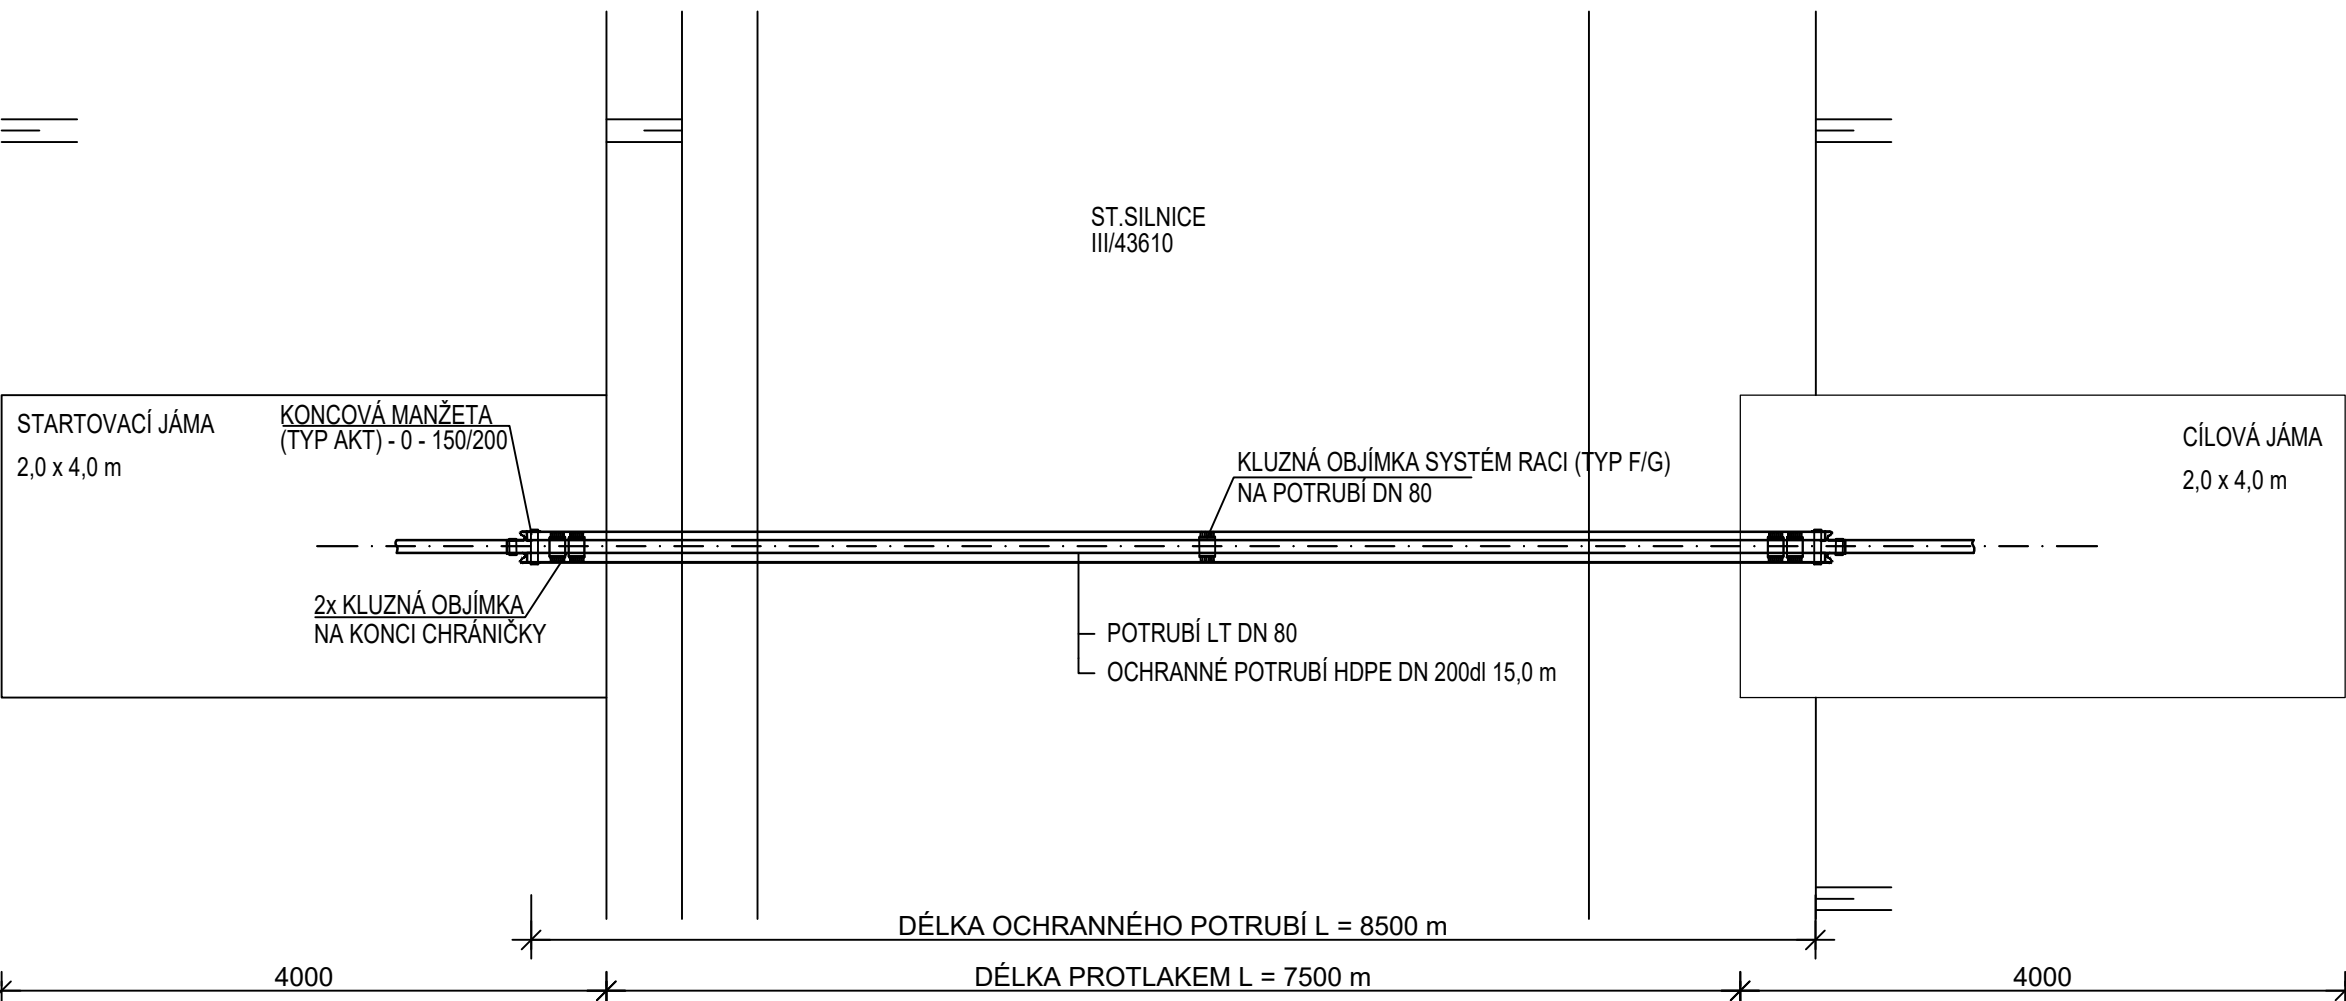 ST.SILNICE
III/43610
STARTOVACÍ JÁMA
2,0 x 4,0 m
KONCOVÁ MANŽETA
(TYP AKT) - 0 - 150/200
KLUZNÁ OBJÍMKA SYSTÉM RACI (TYP F/G)
NA POTRUBÍ DN 80
CÍLOVÁ JÁMA
2,0 x 4,0 m
2x KLUZNÁ OBJÍMKA
NA KONCI CHRÁNIČKY
POTRUBÍ LT DN 80
OCHRANNÉ POTRUBÍ HDPE DN 200dl 15,0 m
DÉLKA OCHRANNÉHO POTRUBÍ L = 8500 m
4000
DÉLKA PROTLAKEM L = 7500 m
4000